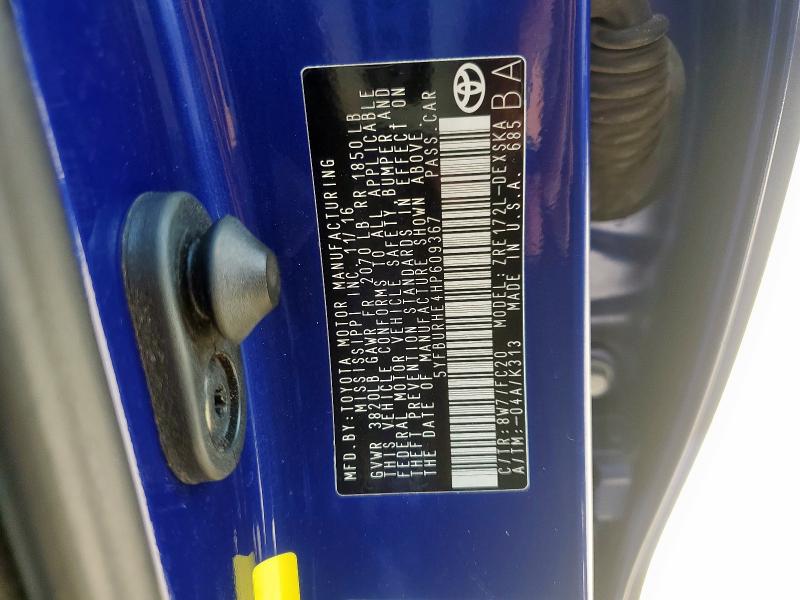 MFD.BY:TOYOTA MOTOR MANUFACTURING
MISSISSIPPI INC. 11/16
GVWR 3820LB GAWR FR 2070LB RR 1850LB
THIS VEHICLE CONFORMS TO ALL APPLICABLE
FEDERAL MOTOR VEHICLE SAFETY, BUMPER AND
THEFT PREVENTION STANDARDS IN EFFECT ON
THE DATE OF MANUFACTURE SHOWN ABOVE.
5YFBURHE4HP609367 PASS.CAR
C/TR:8W7/FC20 MODEL:ZRE172L-DEXSKA
A/TM:-04A/K313 MADE IN U.S.A. 685
BA